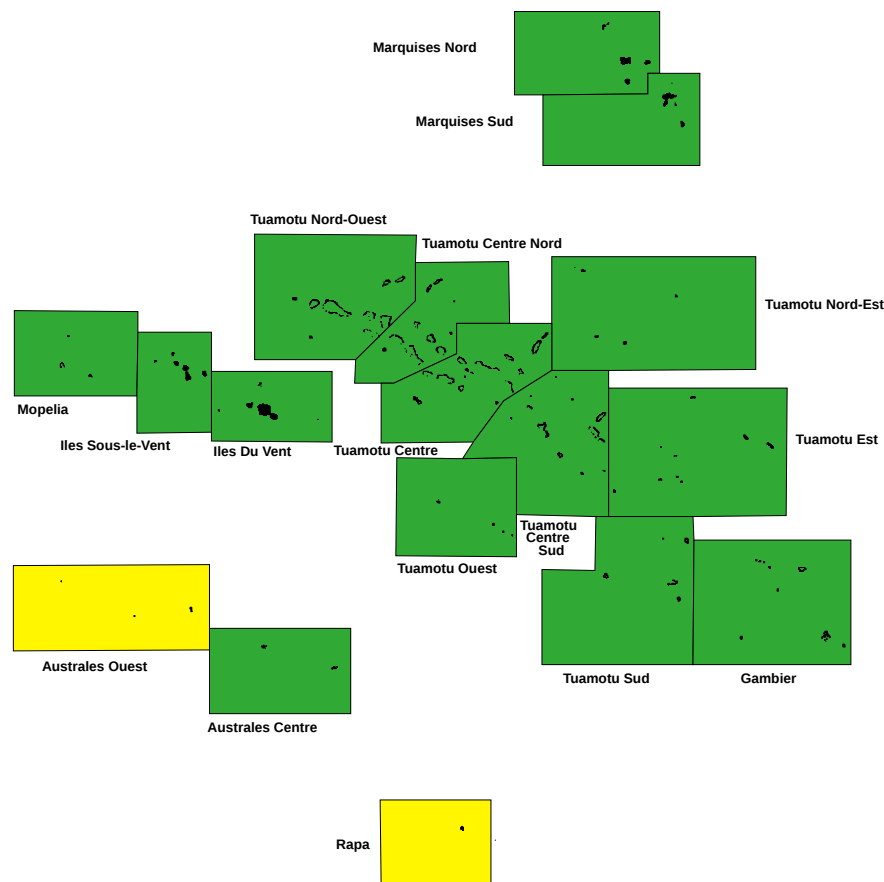 Marquises Nord
Marquises Sud
Tuamotu Nord-Ouest
Tuamotu Centre Nord
Tuamotu Nord-Est
Mopelia
Iles Sous-le-Vent
Iles Du Vent
Tuamotu Centre
Tuamotu Est
Tuamotu
Centre
Sud
Tuamotu Ouest
Australes Ouest
Tuamotu Sud
Gambier
Australes Centre
Rapa